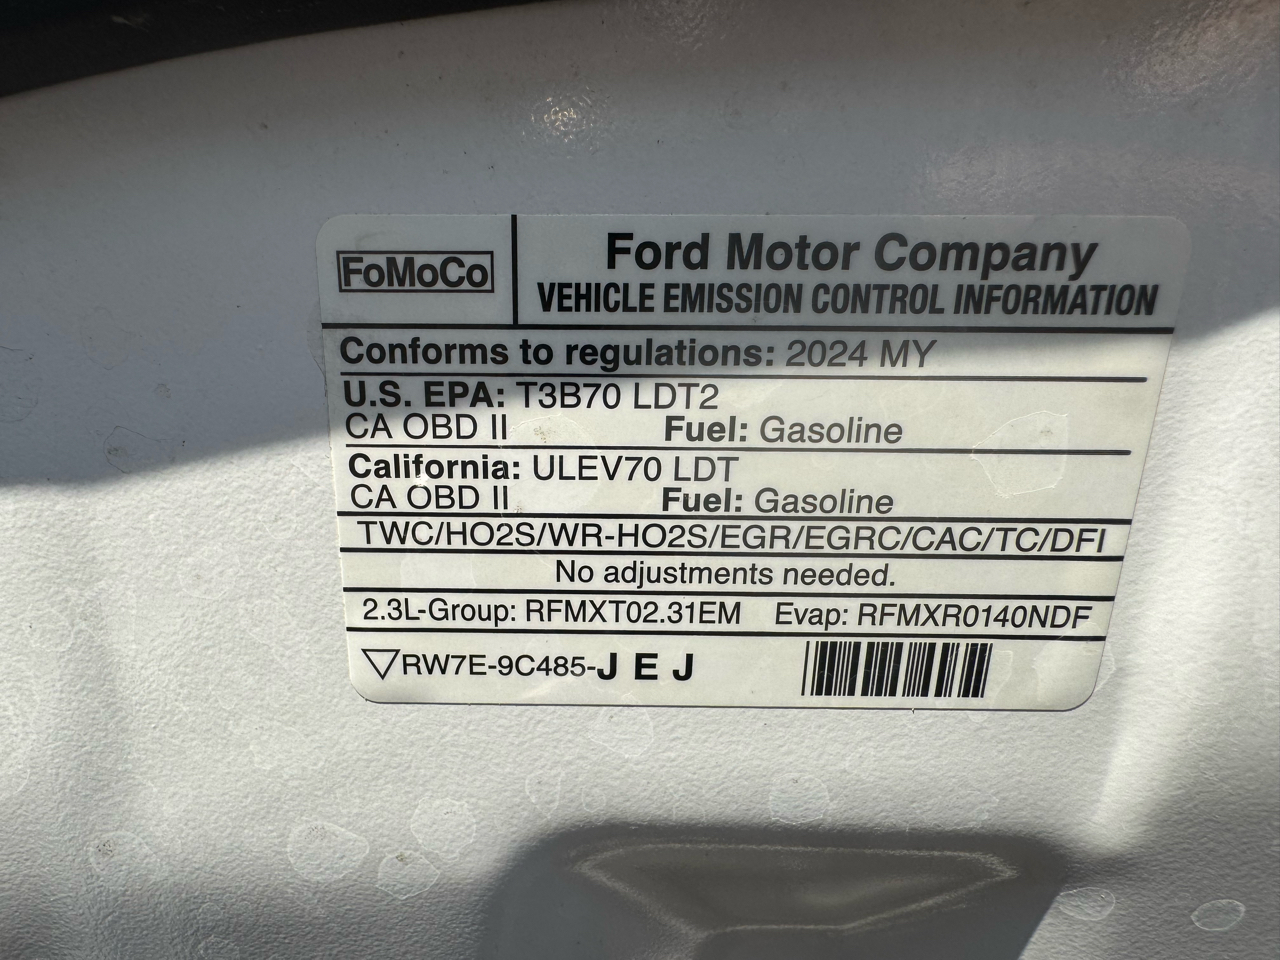 FoMoCo
Ford Motor Company
VEHICLE EMISSION CONTROL INFORMATION
Conforms to regulations: 2024 MY
U.S. EPA: T3B70 LDT2
CA OBD II Fuel: Gasoline
California: ULEV70 LDT
CA OBD II Fuel: Gasoline
TWC/HO2S/WR-HO2S/EGR/EGRC/CAC/TC/DFI
No adjustments needed.
2.3L-Group: RFMXT02.31EM Evap: RFMXR0140NDF
RW7E-9C485-J E J